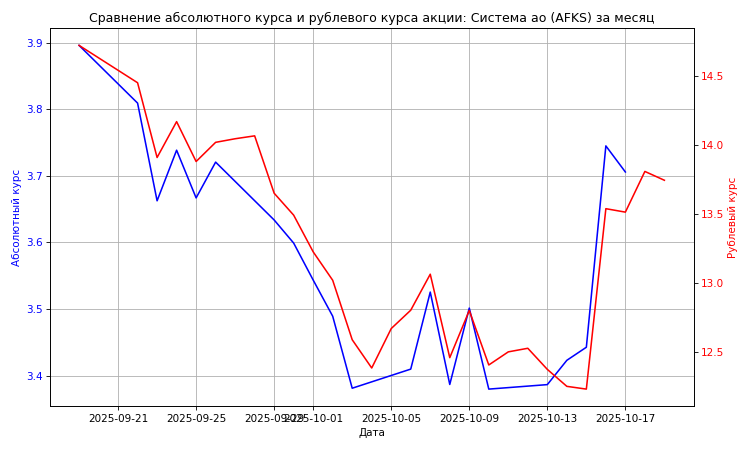 Сравнение абсолютного курса и рублевого курса акции: Система ао (AFKS) за месяц
3.9
3.8
3.7
3.6
3.5
3.4
Абсолютный курс
14.5
14.0
13.5
13.0
12.5
Рублевый курс
2025-09-21 2025-09-25 2025-09-29 2025-10-01 2025-10-05 2025-10-09 2025-10-13 2025-10-17
Дата